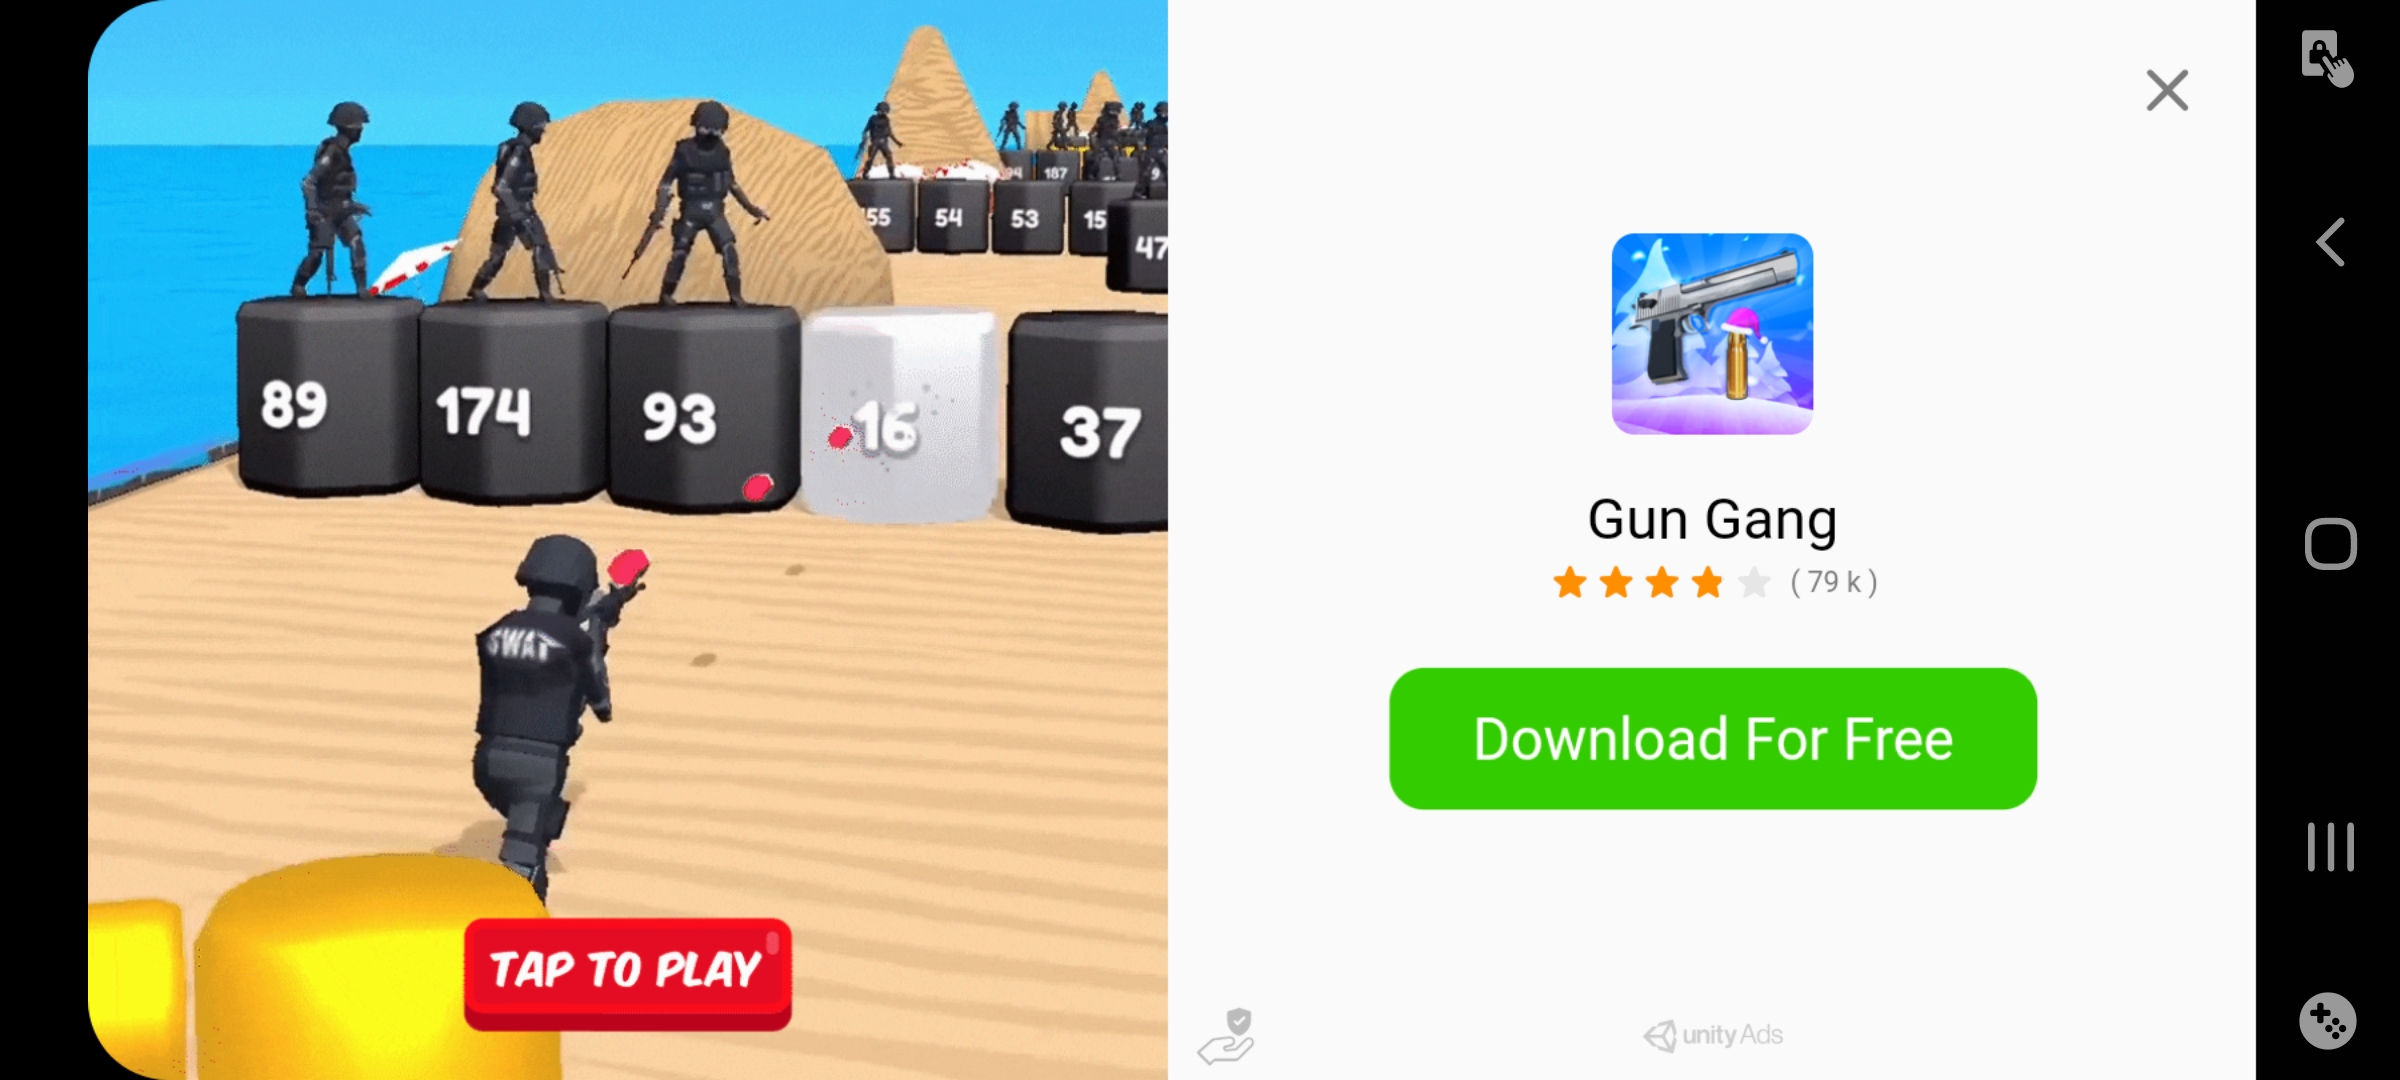 187
55 54 53 15
47
89 174 93 16 37
SWAT
TAP TO PLAY
Gun Gang
( 79 k )
Download For Free
unity Ads